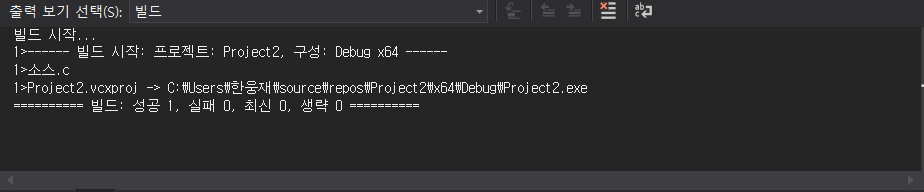 출력 보기 선택(S): 빌드
빌드 시작...
1>------ 빌드 시작: 프로젝트: Project2, 구성: Debug x64 ------
1>소스.c
1>Project2.vcxproj -> C:\Users\한웅재\source\repos\Project2\x64\Debug\Project2.exe
========== 빌드: 성공 1, 실패 0, 최신 0, 생략 0 ==========